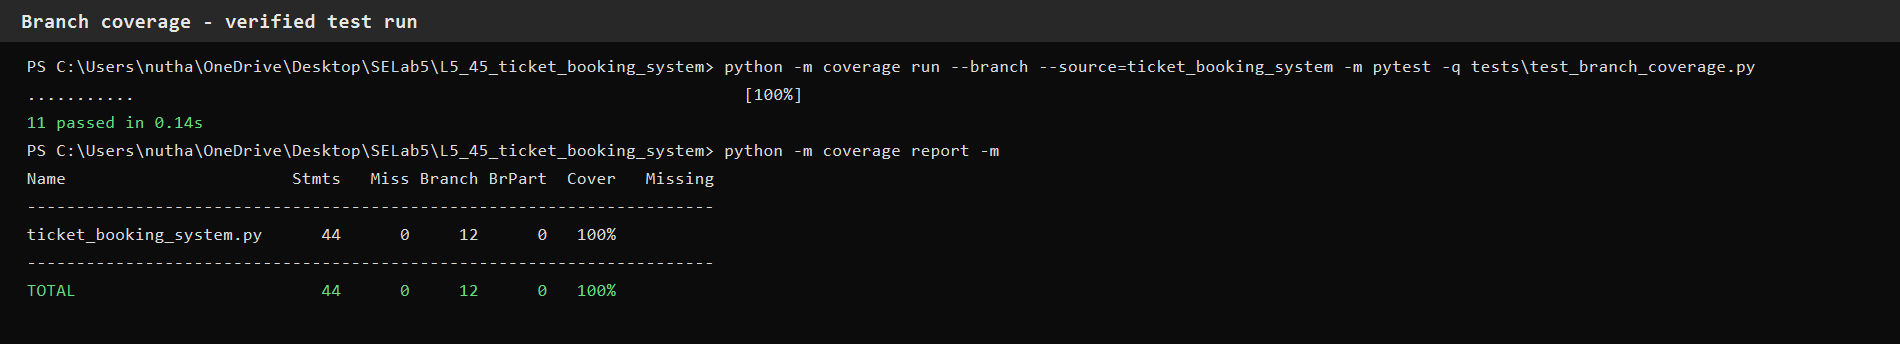 Branch coverage - verified test run
PS C:\Users\nutha\OneDrive\Desktop\SELab5\L5_45_ticket_booking_system> python -m coverage run --branch --source=ticket_booking_system -m pytest -q tests\test_branch_coverage.py
...........                                                              [100%]
11 passed in 0.14s
PS C:\Users\nutha\OneDrive\Desktop\SELab5\L5_45_ticket_booking_system> python -m coverage report -m
Name                       Stmts   Miss Branch BrPart  Cover   Missing
----------------------------------------------------------------------
ticket_booking_system.py      44      0     12      0   100%
----------------------------------------------------------------------
TOTAL                         44      0     12      0   100%